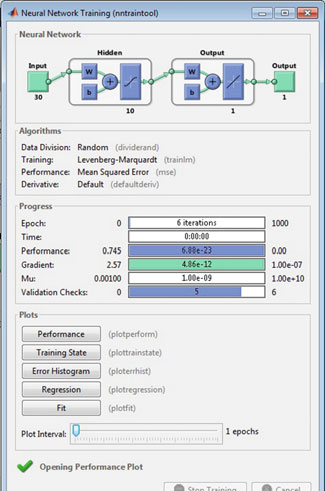 Neural Network Training (nntraintool)
Neural Network
Hidden
Output
Input
W
b
+
W
b
+
Output
30
10
1
1
Algorithms
Data Division: Random (dividerand)
Training: Levenberg-Marquardt (trainlm)
Performance: Mean Squared Error (mse)
Derivative: Default (defaultderiv)
Progress
Epoch: 0 6 iterations 1000
Time: 0:00:00
Performance: 0.745 6.88e-23 0.00
Gradient: 2.57 4.86e-12 1.00e-07
Mu: 0.00100 1.00e-09 1.00e+10
Validation Checks: 0 5 6
Plots
Performance (plotperform)
Training State (plottrainstate)
Error Histogram (ploterrhist)
Regression (plotregression)
Fit (plotfit)
Plot Interval: 1 epochs
Opening Performance Plot
Stop Training Cancel